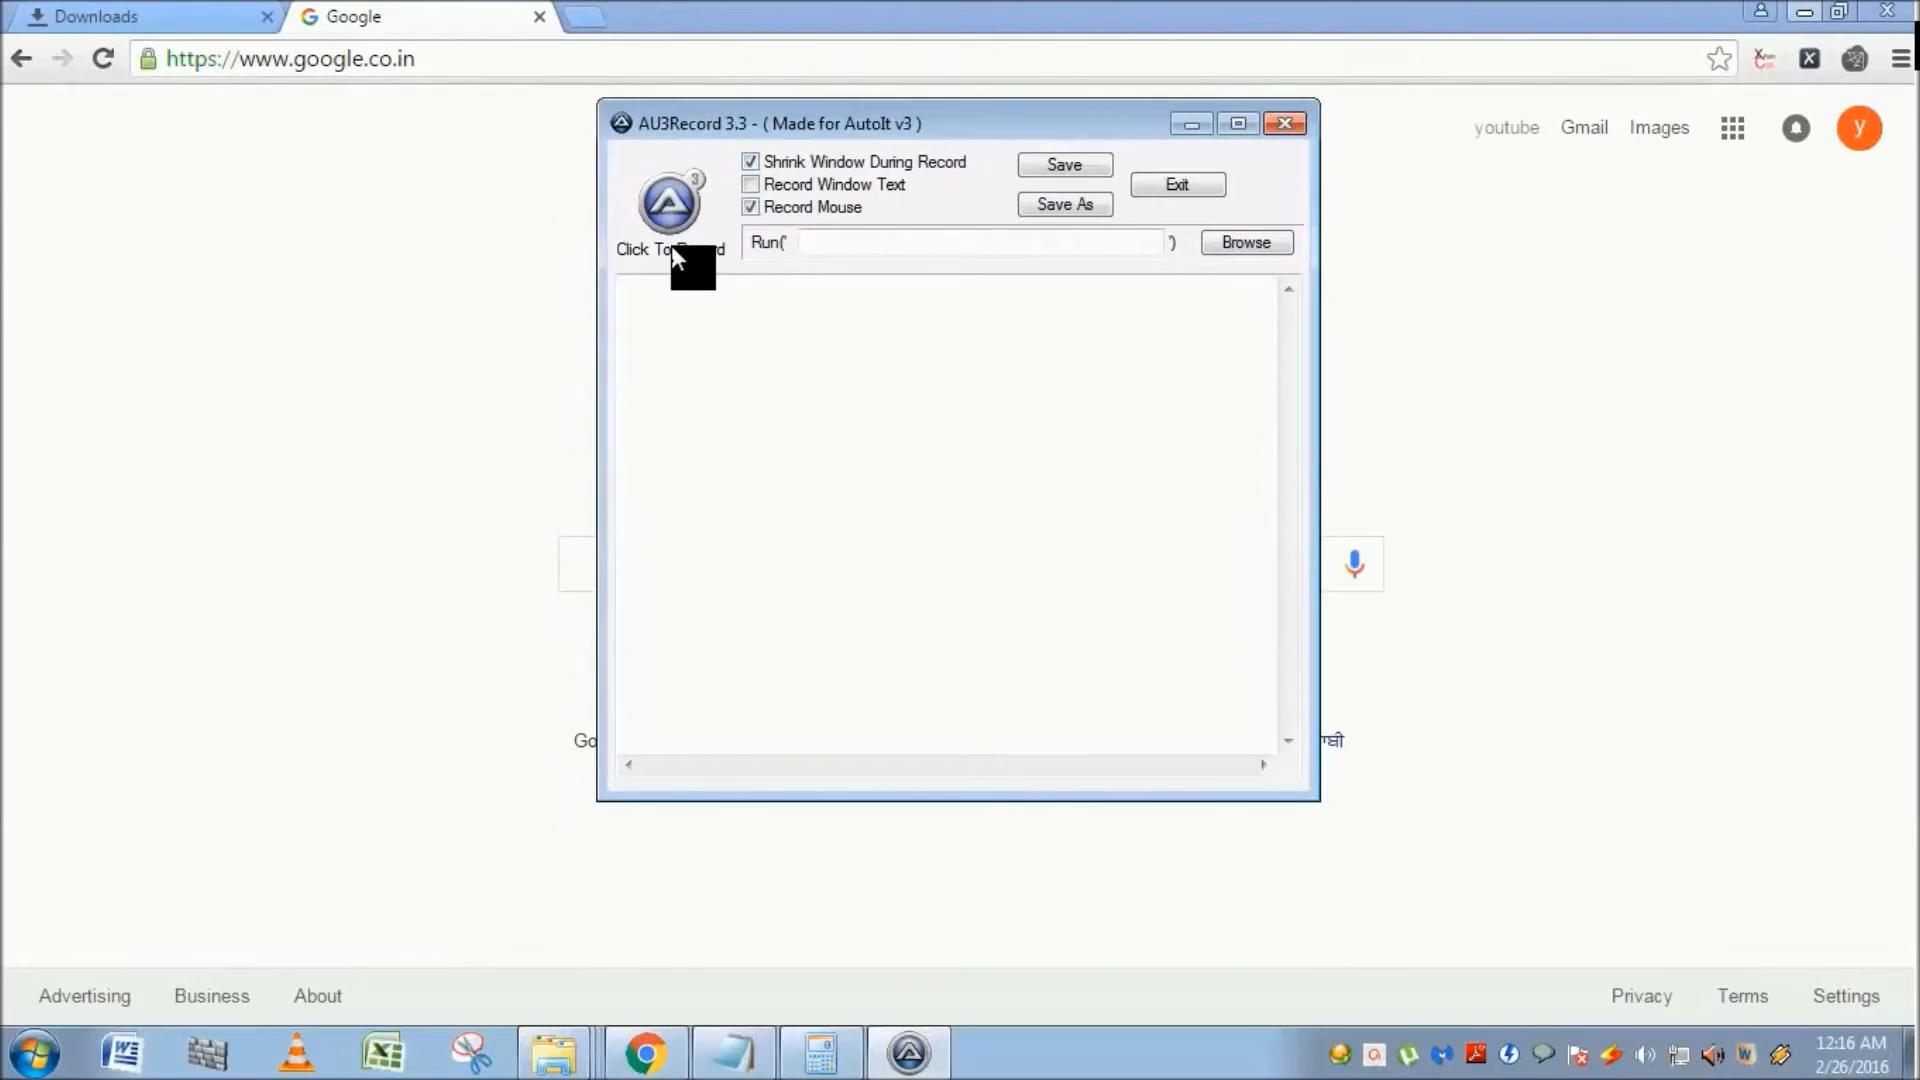 Downloads
Google
https://www.google.co.in
youtube Gmail Images y
AU3Record 3.3 - ( Made for AutoIt v3 )
3
Shrink Window During Record
Record Window Text
Record Mouse
Save
Save As
Exit
Click To
Run('
')
Browse
12:16 AM
2/26/2016
Advertising Business About
Privacy Terms Settings